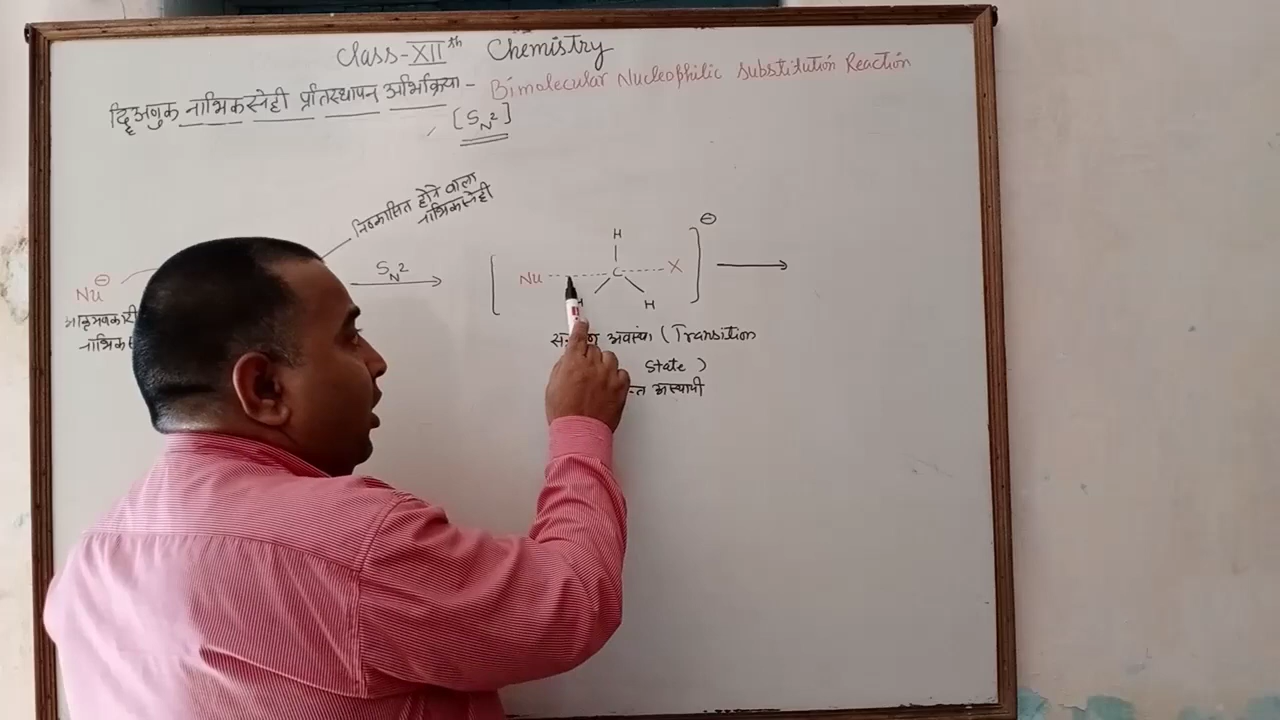 Class-XIIth Chemistry
द्विअणुक नाभिकस्नेही प्रतिस्थापन अभिक्रिया - Bimolecular Nucleophilic Substitution Reaction
[SN2]
निष्कासित होने वाला
नाभिकस्नेही
Nu⊖
SN2
[Nu-----C-----X]⊖
H
H
H
अवस्था (Transition
State)
अस्थायी